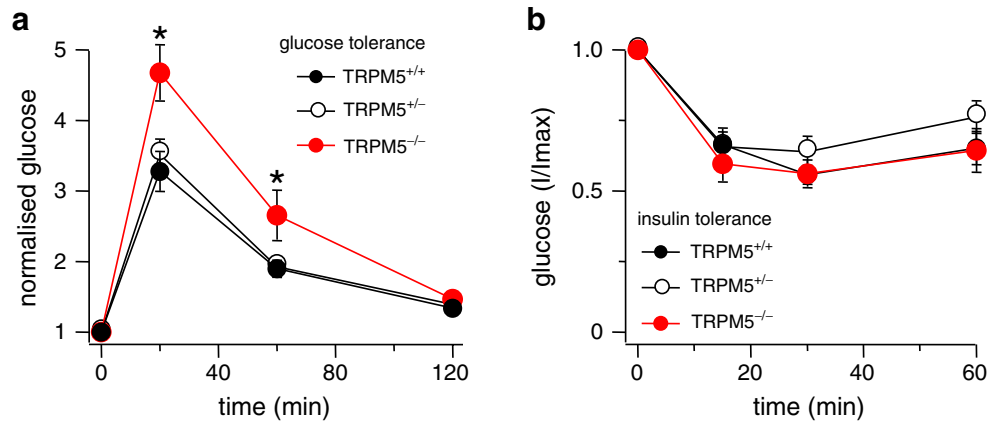 a
normalised glucose
5
4
3
2
1
*
*
glucose tolerance
TRPM5+/+
TRPM5+/−
TRPM5−/−
0
40
80
120
time (min)
b
glucose (I/Imax)
1.0
0.5
0
insulin tolerance
TRPM5+/+
TRPM5+/−
TRPM5−/−
0
20
40
60
time (min)